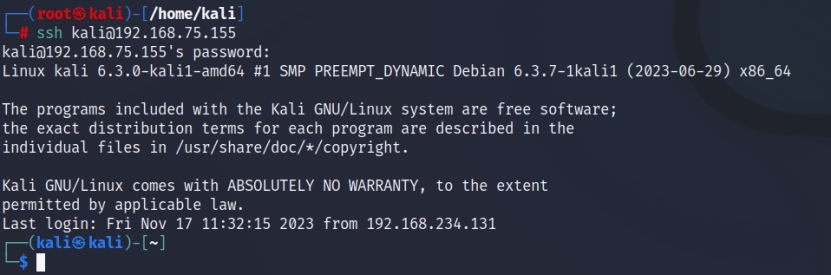 ┌──(root㉿kali)-[/home/kali]
└─# ssh kali@192.168.75.155
kali@192.168.75.155's password:
Linux kali 6.3.0-kali1-amd64 #1 SMP PREEMPT_DYNAMIC Debian 6.3.7-1kali1 (2023-06-29) x86_64
The programs included with the Kali GNU/Linux system are free software;
the exact distribution terms for each program are described in the
individual files in /usr/share/doc/*/copyright.
Kali GNU/Linux comes with ABSOLUTELY NO WARRANTY, to the extent
permitted by applicable law.
Last login: Fri Nov 17 11:32:15 2023 from 192.168.234.131
┌──(kali㉿kali)-[~]
└─$